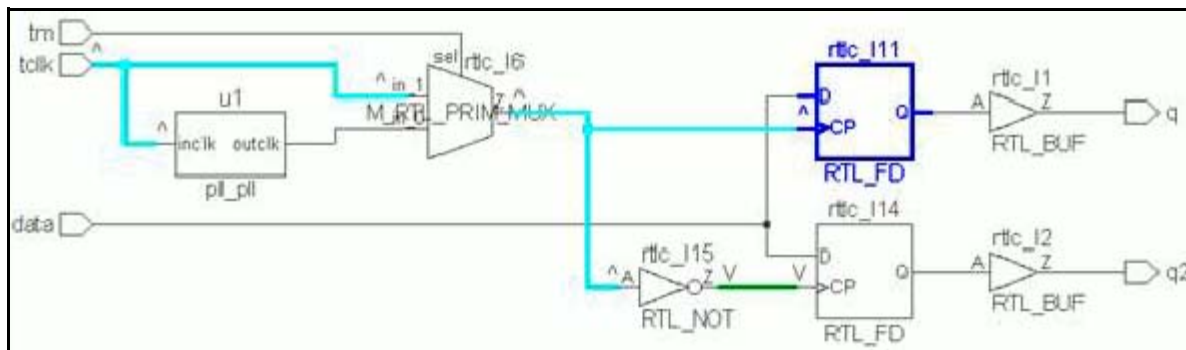 tm
tclk
^
sel
rtlc_I6
^ in_1
Z ^
M_RTL_PRIM_MUX
u1
^
inclk outclk
pll_pll
data
rtlc_I11
D
Q
^
CP
RTL_FD
rtlc_I1
A Z
RTL_BUF
q
rtlc_I14
D
Q
CP
RTL_FD
rtlc_I2
A Z
RTL_BUF
q2
rtlc_I15
^ A
Z V V
RTL_NOT